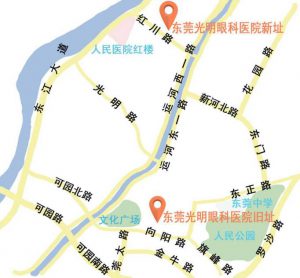 东莞光明眼科医院新址
红川路
人民医院红楼
东江大道
运河西一路
花园路
光明路
新河北路
运河东一路
东门路
可园北路
东莞中学
东正路
东莞光明眼科医院旧址
文化广场
人民公园
罗沙路
向阳路
莞太路
可园南路
金牛路
旗峰路